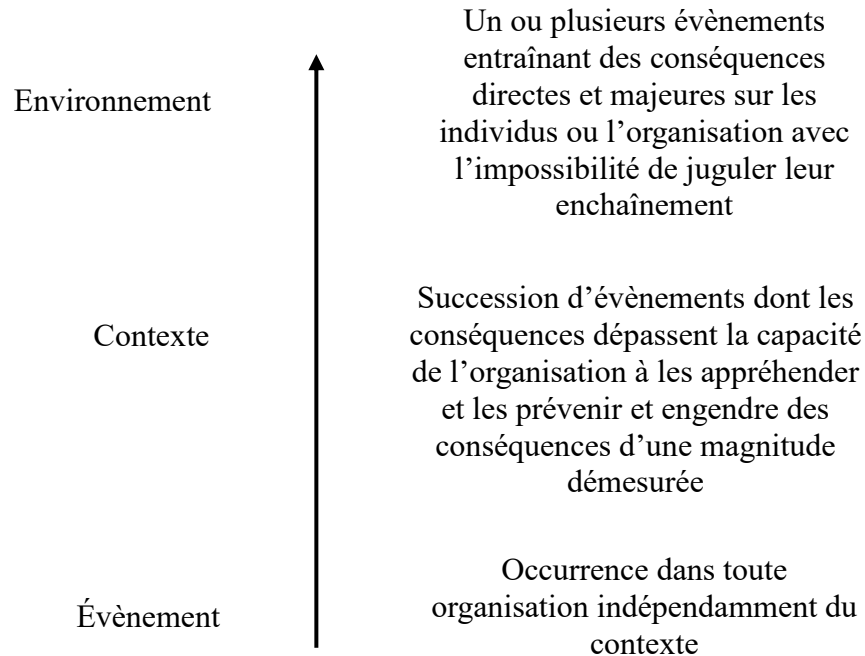 Environnement
Un ou plusieurs évènements
entraînant des conséquences
directes et majeures sur les
individus ou l’organisation avec
l’impossibilité de juguler leur
enchaînement
Contexte
Succession d’évènements dont les
conséquences dépassent la capacité
de l’organisation à les appréhender
et les prévenir et engendre des
conséquences d’une magnitude
démesurée
Évènement
Occurrence dans toute
organisation indépendamment du
contexte